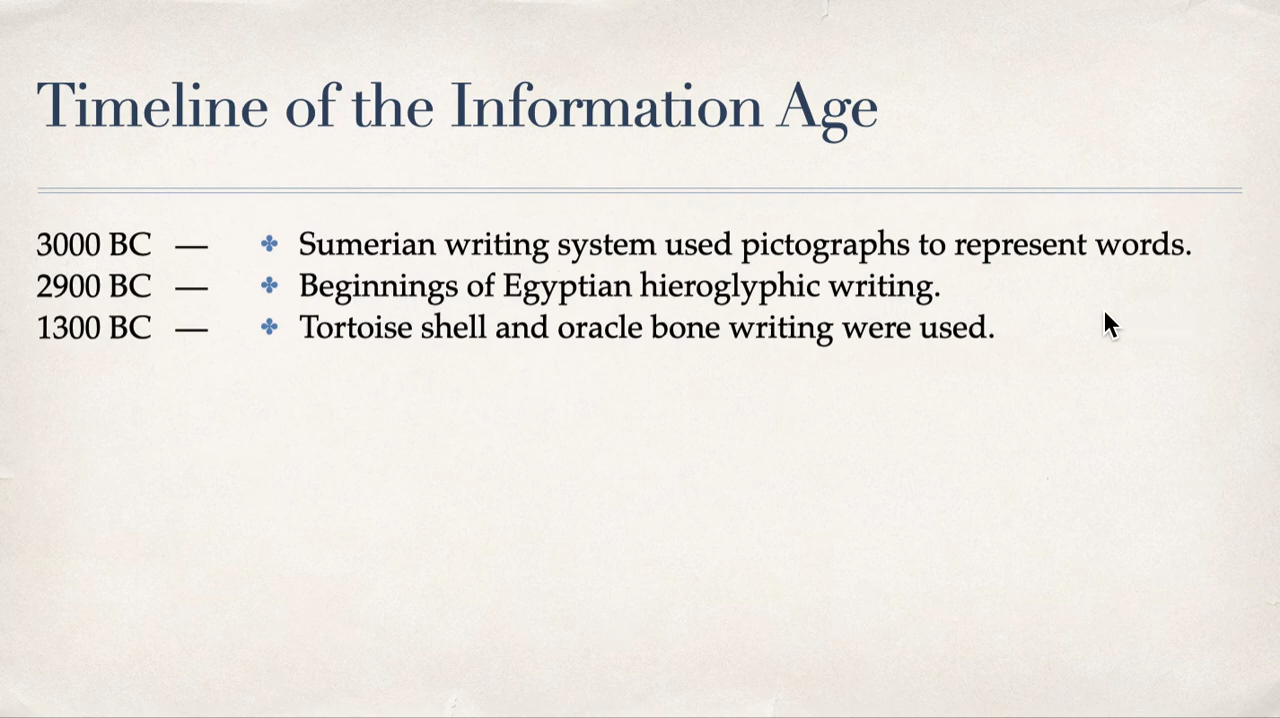 Timeline of the Information Age
3000 BC — ✤ Sumerian writing system used pictographs to represent words.
2900 BC — ✤ Beginnings of Egyptian hieroglyphic writing.
1300 BC — ✤ Tortoise shell and oracle bone writing were used.